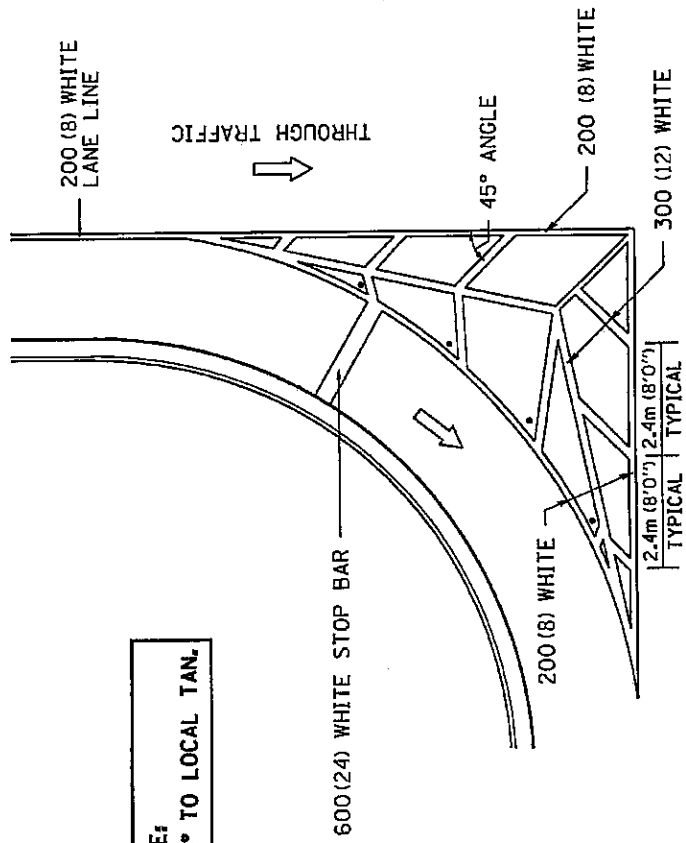 200 (8) WHITE
LANE LINE
THROUGH TRAFFIC
45° ANGLE
200 (8) WHITE
300 (12) WHITE
E:
° TO LOCAL TAN.
600 (24) WHITE STOP BAR
200 (8) WHITE
2.4m (8'0") 2.4m (8'0")
TYPICAL TYPICAL